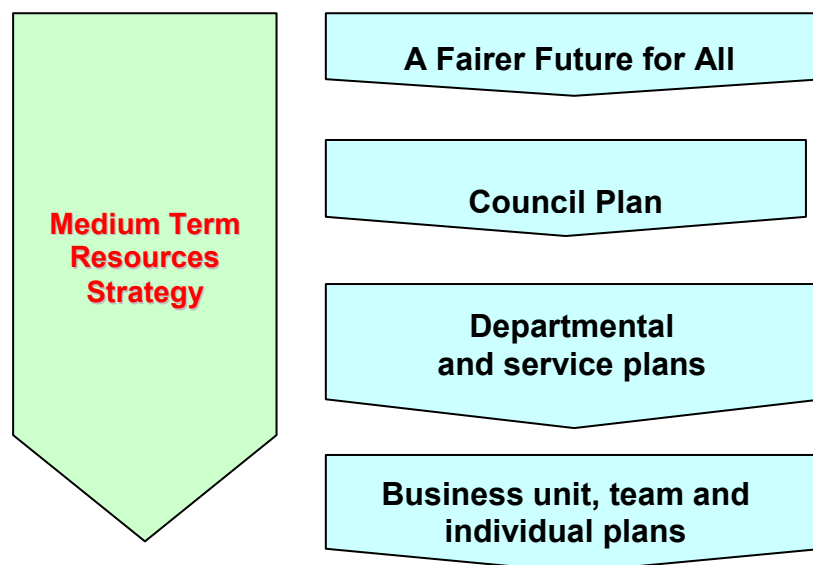 Medium Term
Resources
Strategy
A Fairer Future for All
Council Plan
Departmental
and service plans
Business unit, team and
individual plans